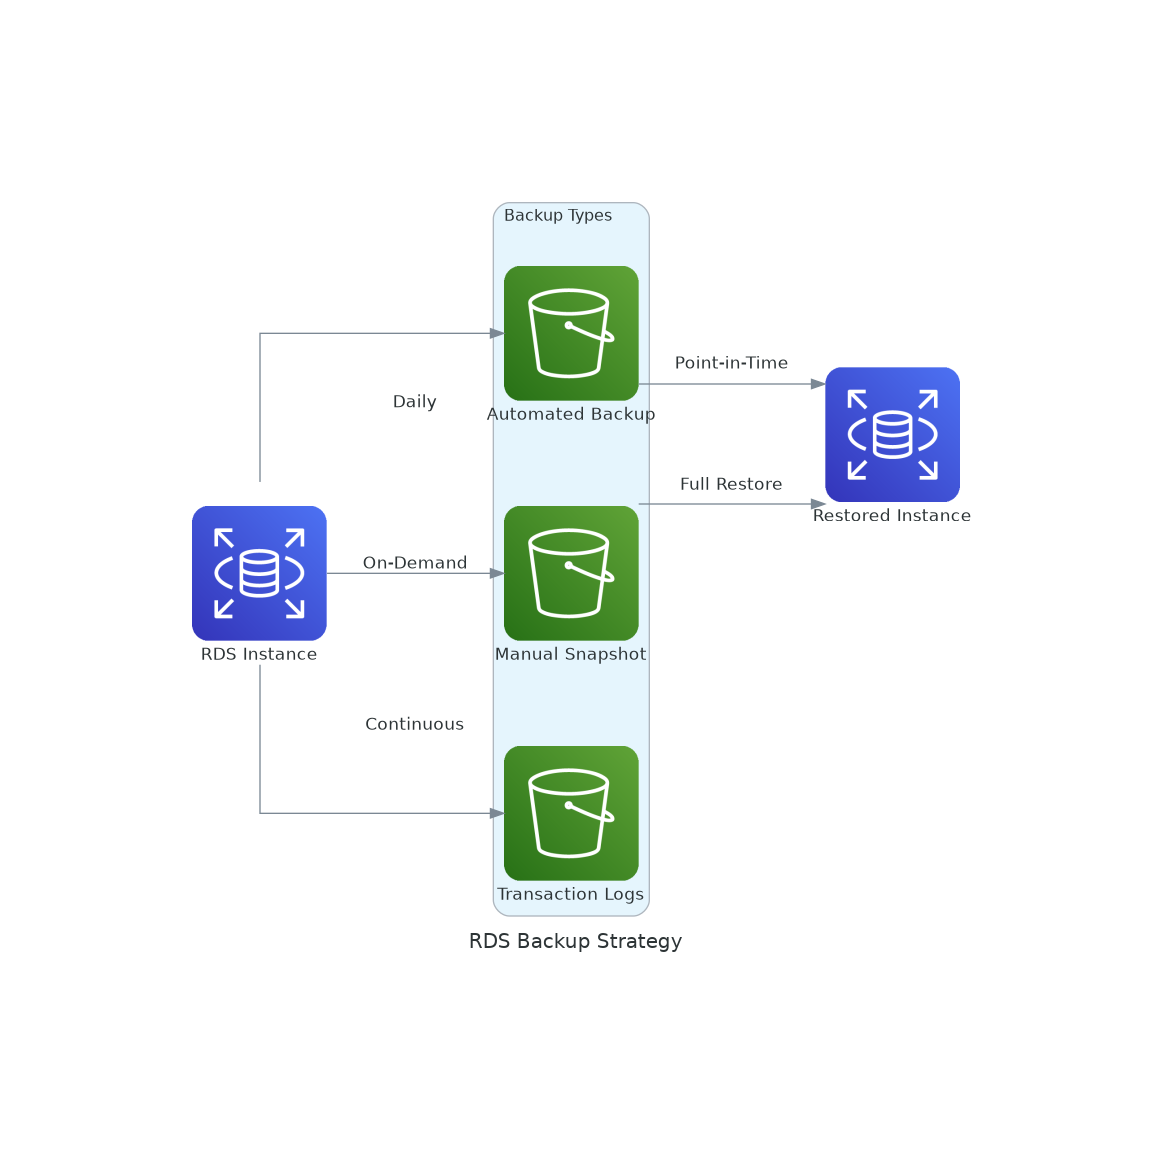 Backup Types
Point-in-Time
Daily
Automated Backup
Full Restore
Restored Instance
On-Demand
RDS Instance
Manual Snapshot
Continuous
Transaction Logs
RDS Backup Strategy